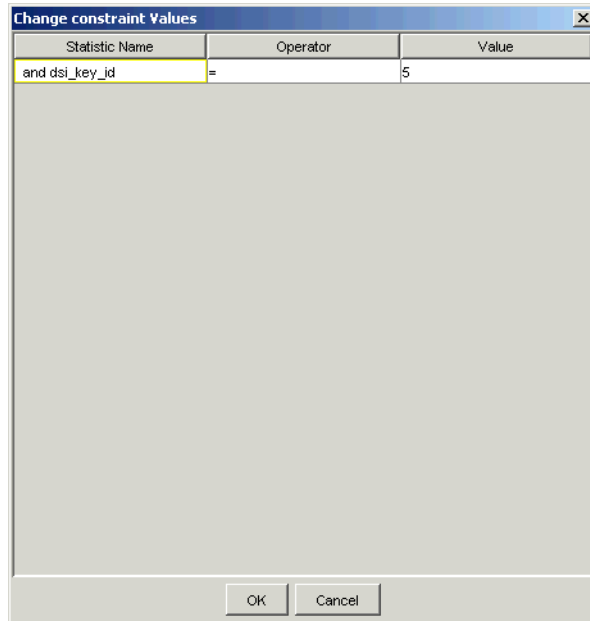 Change constraint Values
Statistic Name Operator Value
and dsi_key_id = 5
OK Cancel